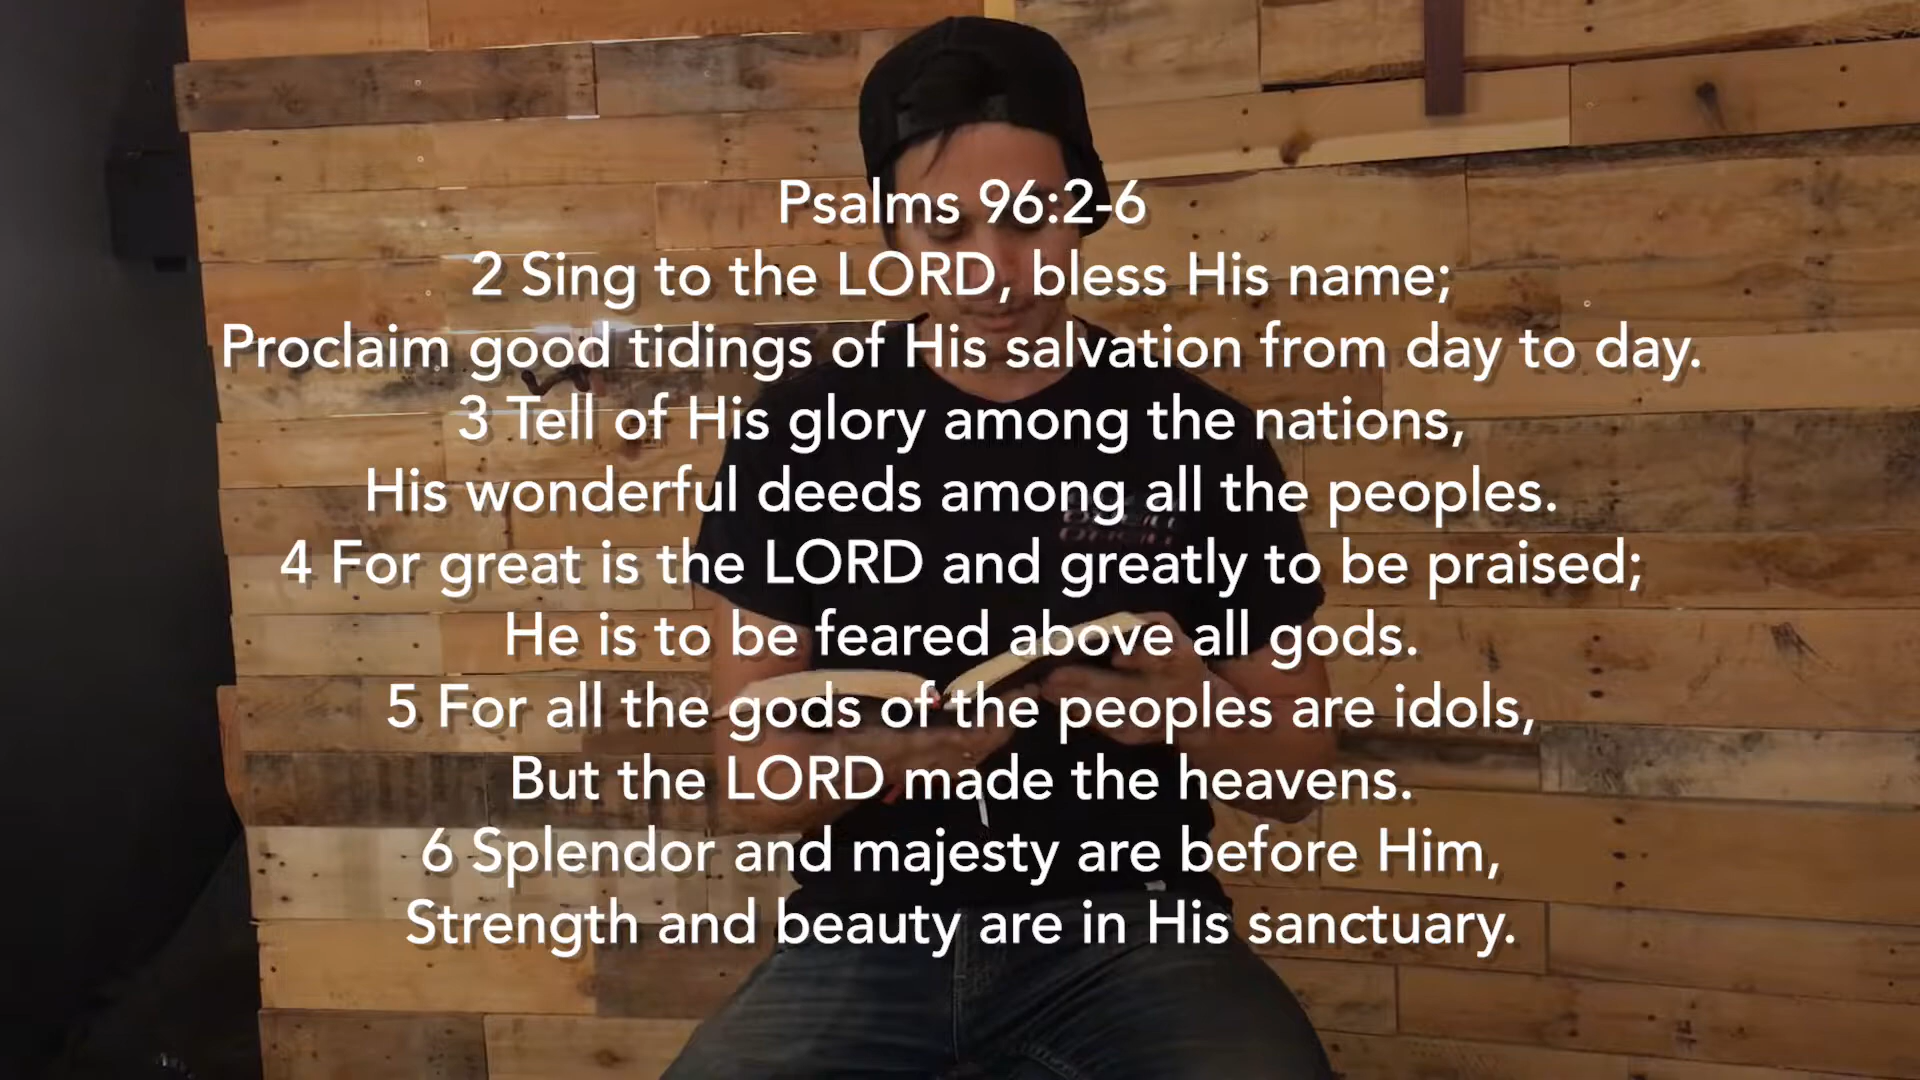 Psalms 96:2-6
2 Sing to the LORD, bless His name;
Proclaim good tidings of His salvation from day to day.
3 Tell of His glory among the nations,
His wonderful deeds among all the peoples.
4 For great is the LORD and greatly to be praised;
He is to be feared above all gods.
5 For all the gods of the peoples are idols,
But the LORD made the heavens.
6 Splendor and majesty are before Him,
Strength and beauty are in His sanctuary.